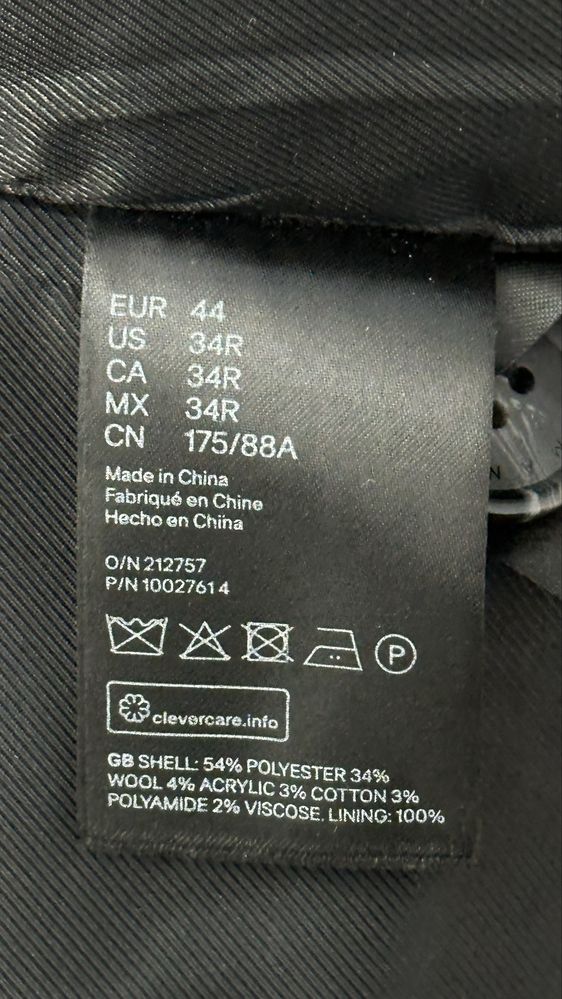 EUR 44
US 34R
CA 34R
MX 34R
CN 175/88A
Made in China
Fabriqué en Chine
Hecho en China
O/N 212757
P/N 10027614
P
clevercare.info
GB SHELL: 54% POLYESTER 34%
WOOL 4% ACRYLIC 3% COTTON 3%
POLYAMIDE 2% VISCOSE. LINING: 100%